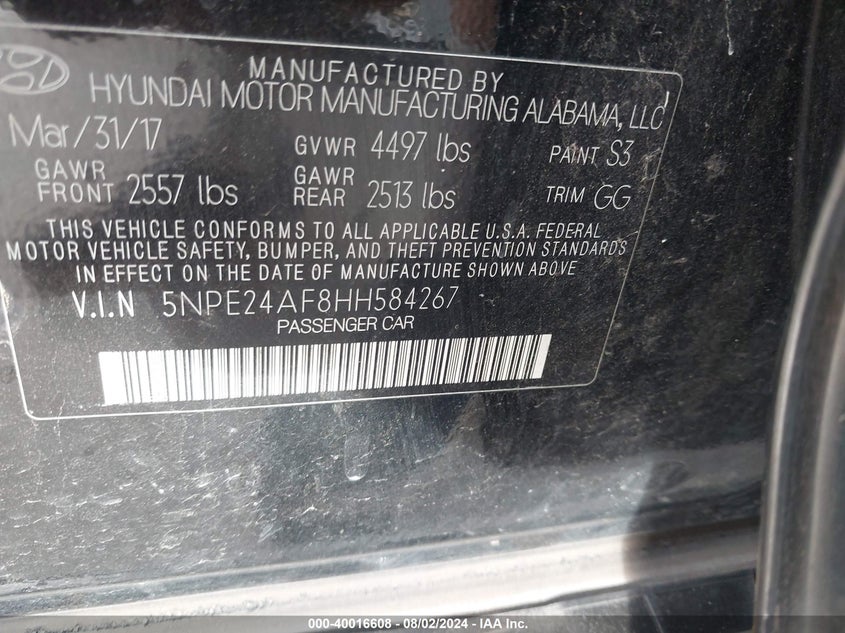 MANUFACTURED BY
HYUNDAI MOTOR MANUFACTURING ALABAMA, LLC
Mar/31/17 GVWR 4497 lbs PAINT S3
GAWR FRONT 2557 lbs GAWR REAR 2513 lbs TRIM GG
THIS VEHICLE CONFORMS TO ALL APPLICABLE U.S.A. FEDERAL
MOTOR VEHICLE SAFETY, BUMPER, AND THEFT PREVENTION STANDARDS
IN EFFECT ON THE DATE OF MANUFACTURE SHOWN ABOVE
V.I.N 5NPE24AF8HH584267
PASSENGER CAR
000-40016608 - 08/02/2024 - IAA Inc.